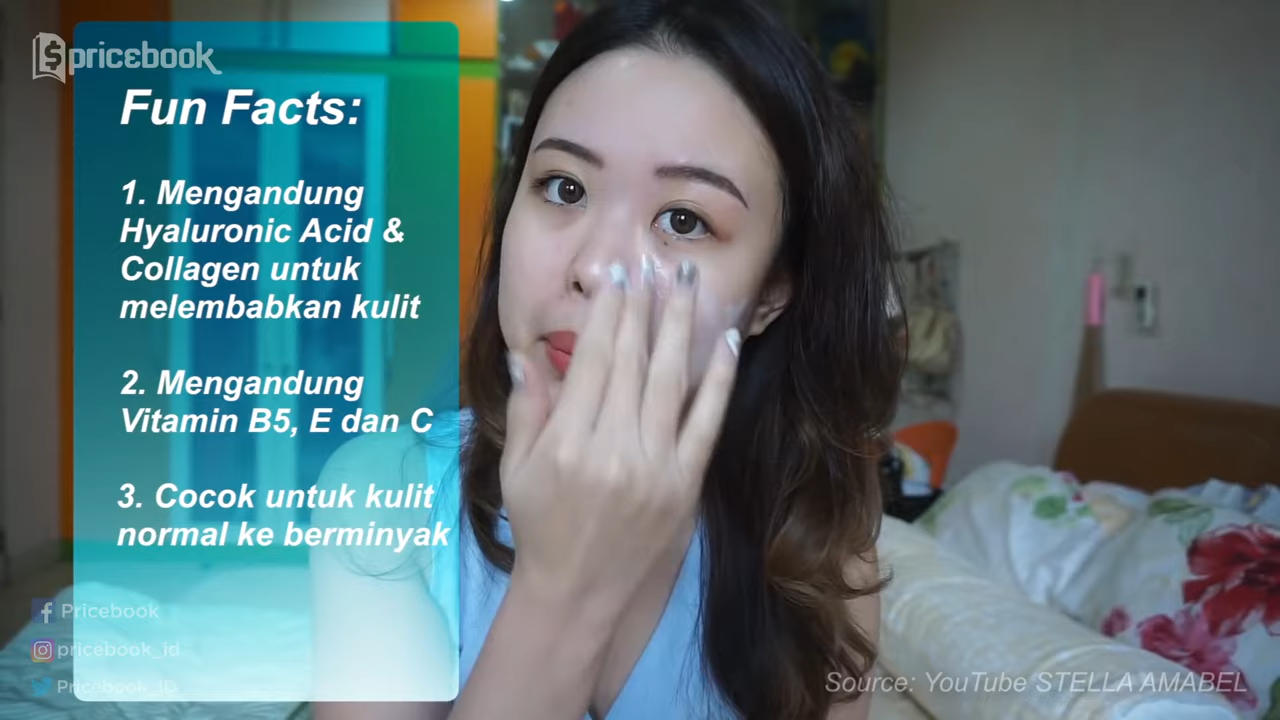 pricebook
Fun Facts:
1. Mengandung
Hyaluronic Acid &
Collagen untuk
melembabkan kulit
2. Mengandung
Vitamin B5, E dan C
3. Cocok untuk kulit
normal ke berminyak
Pricebook
pricebook_id
Pricebook_ID
Source: YouTube STELLA AMABEL